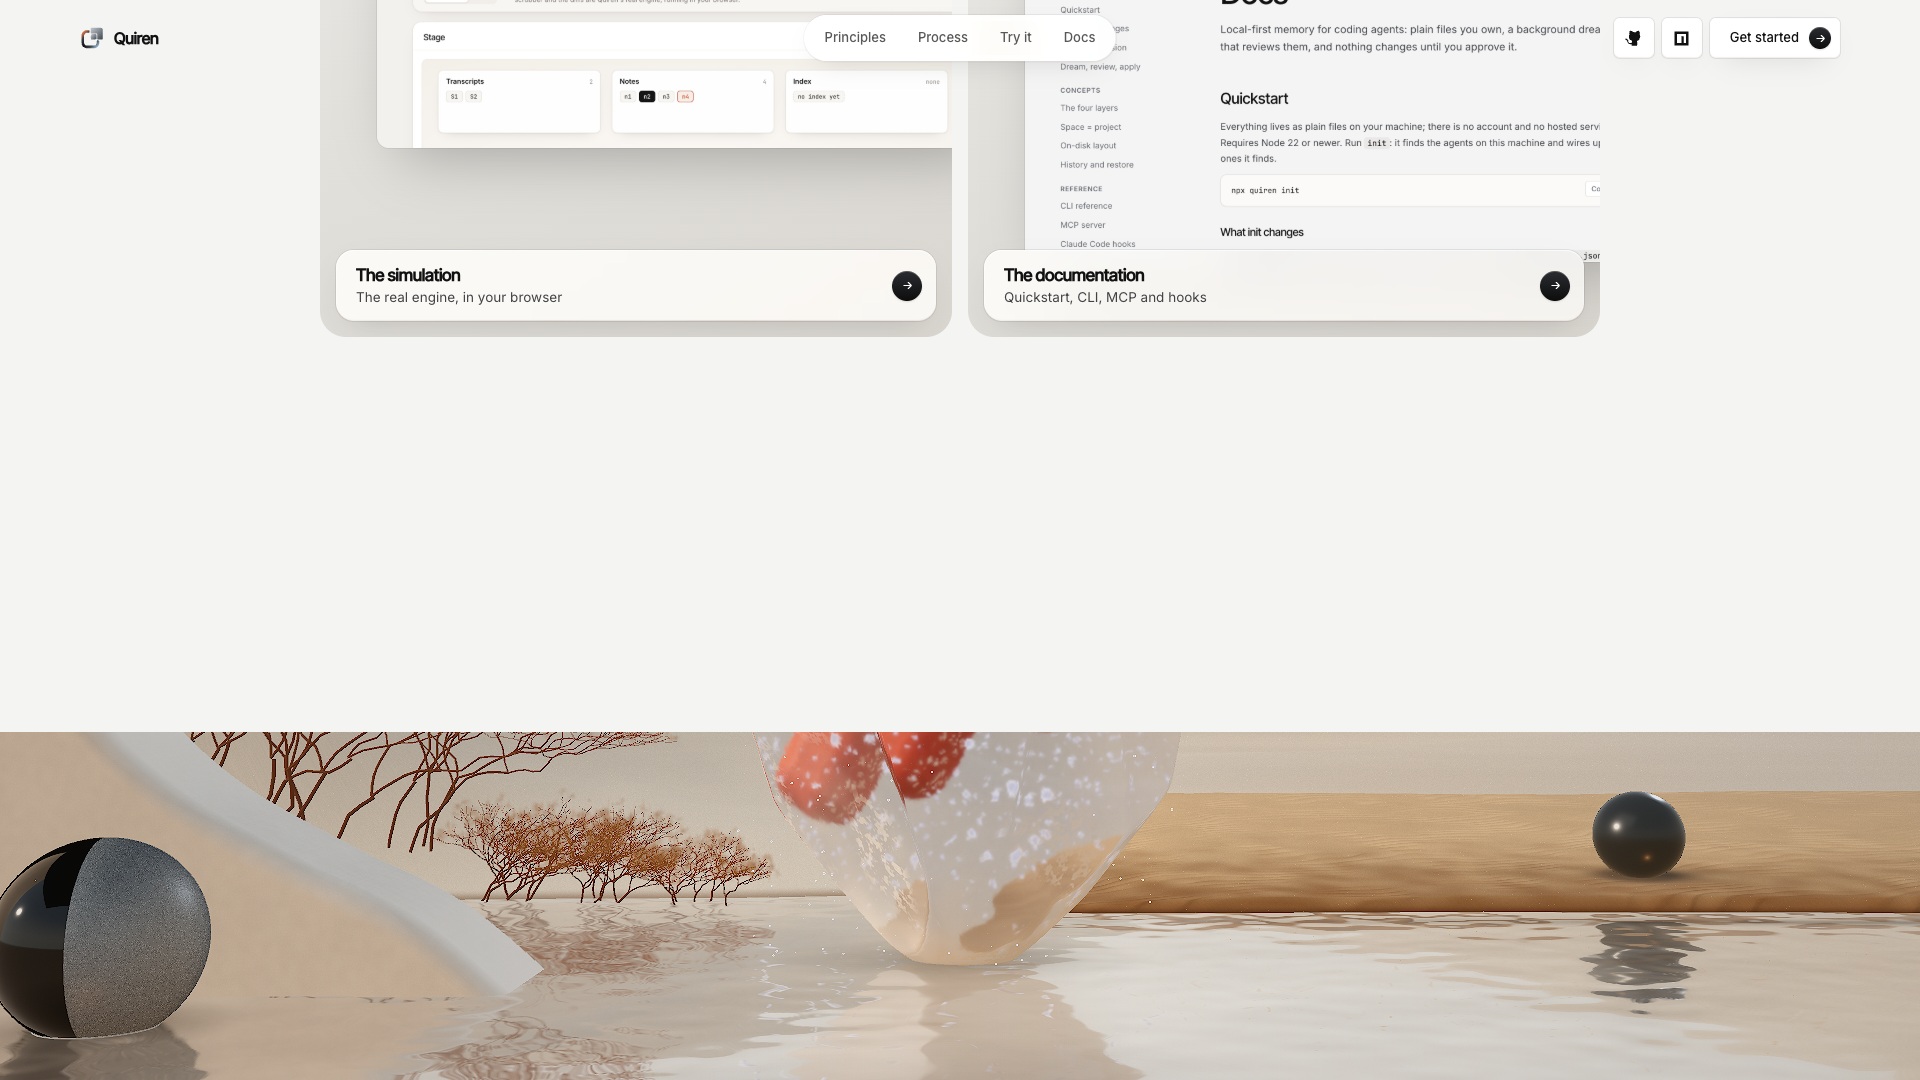 Quiren
Principles
Process
Try it
Docs
Get started
Stage
Transcripts
2
S1
S2
Notes
4
n1
n2
n3
n4
Index
none
no index yet
The simulation
The real engine, in your browser
Quickstart
Dream, review, apply
CONCEPTS
The four layers
Space = project
On-disk layout
History and restore
REFERENCE
CLI reference
MCP server
Claude Code hooks
Local-first memory for coding agents: plain files you own, a background
that reviews them, and nothing changes until you approve it.
Quickstart
Everything lives as plain files on your machine; there is no account and no hosted
Requires Node 22 or newer. Run init: it finds the agents on this machine and wires
ones it finds.
npx quiren init
What init changes
The documentation
Quickstart, CLI, MCP and hooks